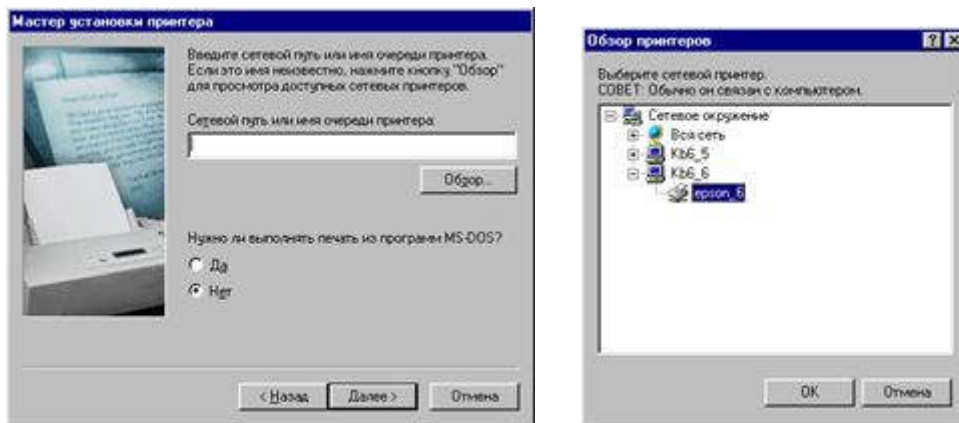 Мастер установки принтера
Введите сетевой путь или имя очереди принтера.
Если это имя неизвестно, нажмите кнопку "Обзор"
для просмотра доступных сетевых принтеров.
Сетевой путь или имя очереди принтера:
Обзор...
Нужно ли выполнять печать из программ MS-DOS?
Да
Нет
< Назад
Далее >
Отмена
Обзор принтеров
Выберите сетевой принтер.
СОВЕТ: Обычно он связан с компьютером.
Сетевое окружение
Вся сеть
Kb6_5
Kb6_6
epson_6
OK
Отмена